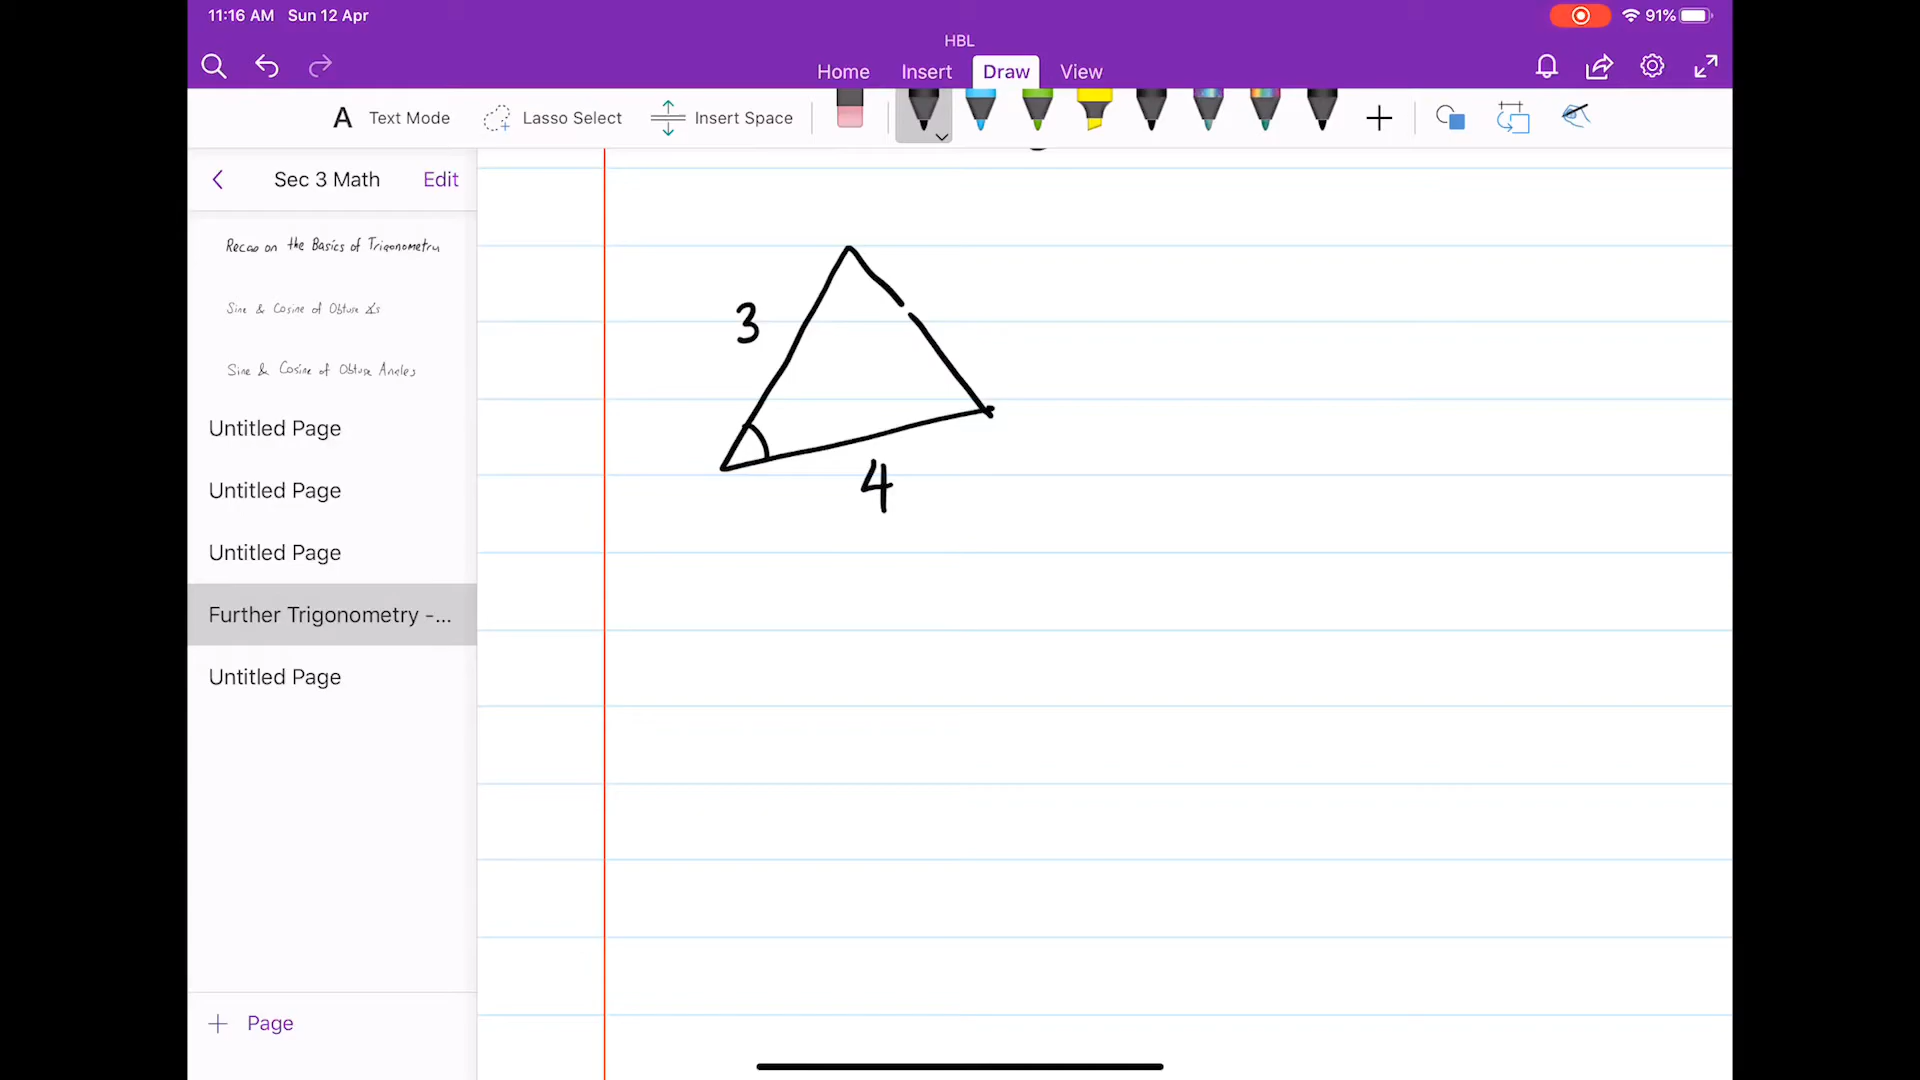 11:16 AM Sun 12 Apr
91%
HBL
Home Insert Draw View
A Text Mode Lasso Select Insert Space
Sec 3 Math Edit
Recap on the Basics of Trigonometry
Sine & Cosine of Obtuse ∠s
Sine & Cosine of Obtuse Angles
Untitled Page
Untitled Page
Untitled Page
Further Trigonometry -...
Untitled Page
+ Page
3
4